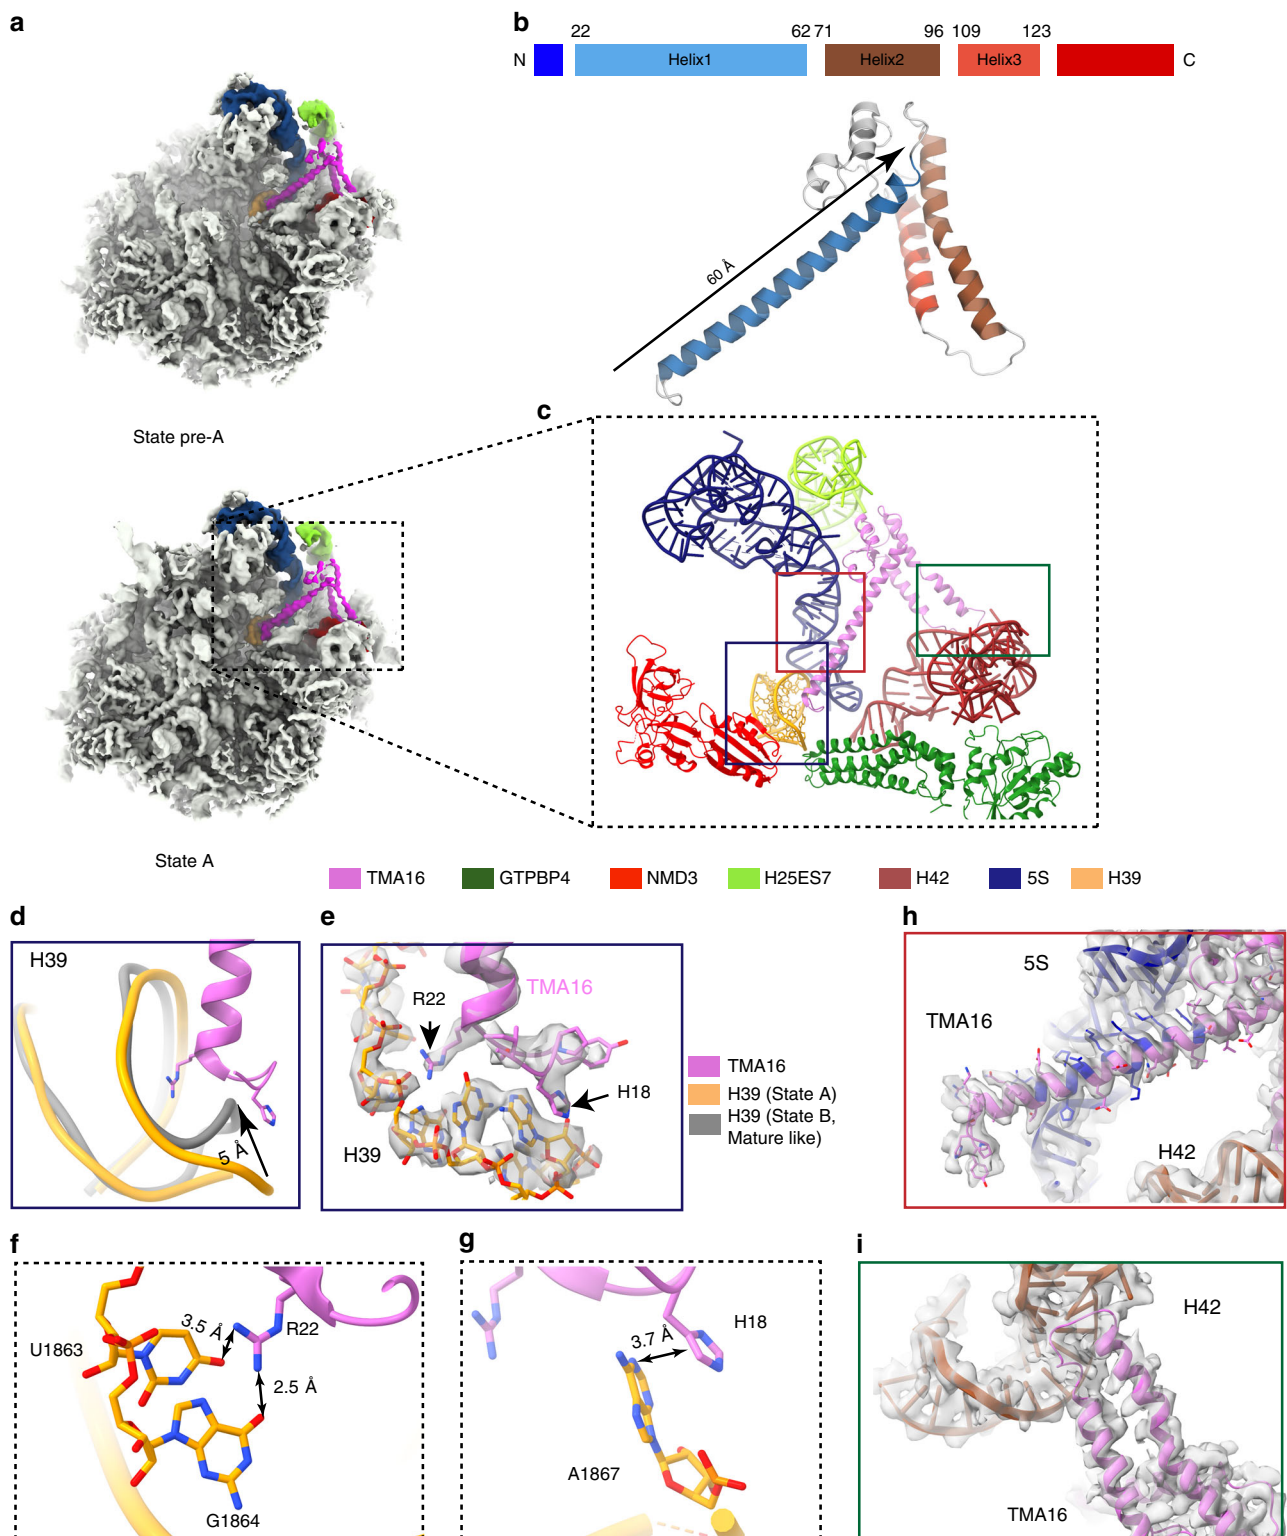 a
State pre-A
State A
b
22 62 71 96 109 123
N Helix1 Helix2 Helix3 C
60 Å
c
TMA16 GTPBP4 NMD3 H25ES7 H42 5S H39
d
H39
5 Å
e
R22
TMA16
H18
H39
TMA16
H39 (State A)
H39 (State B,
Mature like)
h
5S
TMA16
H42
f
3.5 Å
R22
U1863
2.5 Å
G1864
g
H18
3.7 Å
A1867
i
H42
TMA16